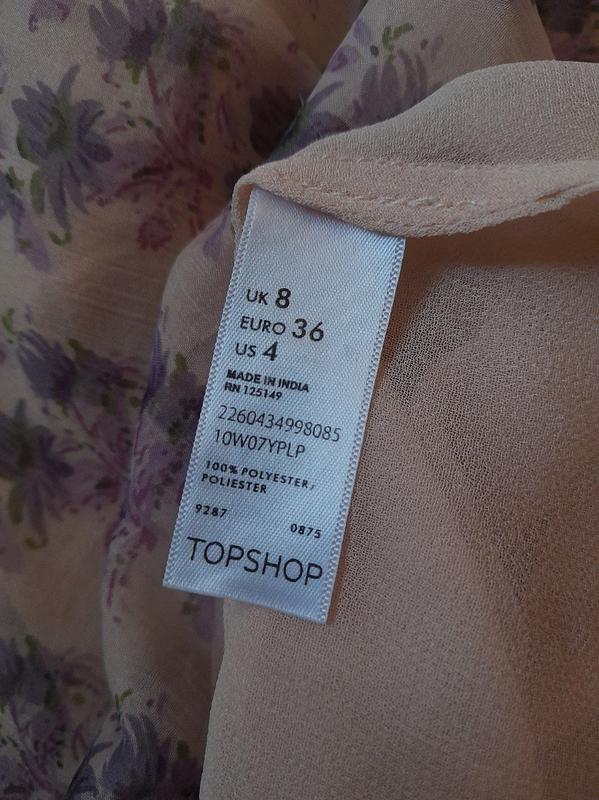 UK 8
EURO 36
US 4
MADE IN INDIA
RN 125149
2260434998085
10W07YPLP
100% POLYESTER/
POLIESTER
9287 0875
TOPSHOP